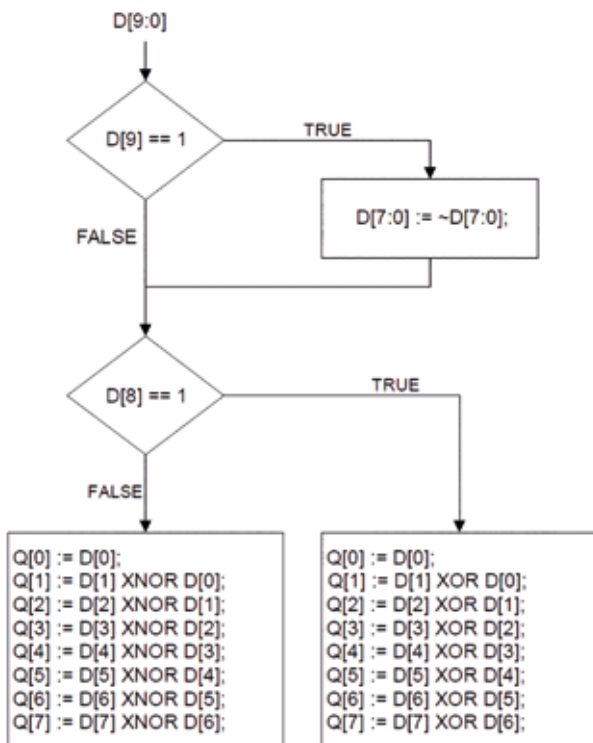 D[9:0]
D[9] == 1
TRUE
D[7:0] := ~D[7:0];
FALSE
D[8] == 1
TRUE
FALSE
Q[0] := D[0];
Q[1] := D[1] XNOR D[0];
Q[2] := D[2] XNOR D[1];
Q[3] := D[3] XNOR D[2];
Q[4] := D[4] XNOR D[3];
Q[5] := D[5] XNOR D[4];
Q[6] := D[6] XNOR D[5];
Q[7] := D[7] XNOR D[6];
Q[0] := D[0];
Q[1] := D[1] XOR D[0];
Q[2] := D[2] XOR D[1];
Q[3] := D[3] XOR D[2];
Q[4] := D[4] XOR D[3];
Q[5] := D[5] XOR D[4];
Q[6] := D[6] XOR D[5];
Q[7] := D[7] XOR D[6];